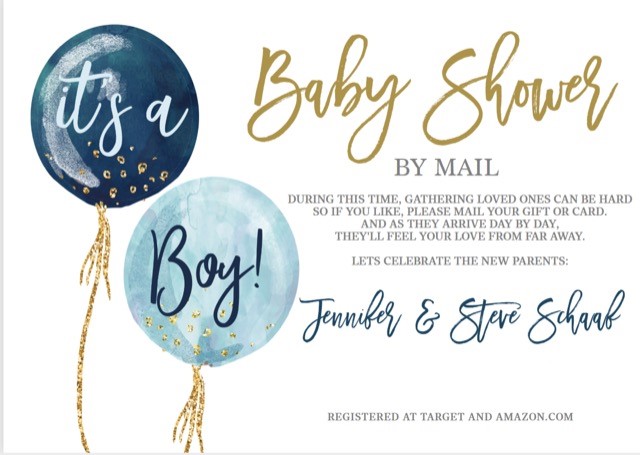 it's a
Boy!
Baby Shower
BY MAIL
DURING THIS TIME, GATHERING LOVED ONES CAN BE HARD
SO IF YOU LIKE, PLEASE MAIL YOUR GIFT OR CARD.
AND AS THEY ARRIVE DAY BY DAY,
THEY'LL FEEL YOUR LOVE FROM FAR AWAY.
LETS CELEBRATE THE NEW PARENTS:
Jennifer & Steve Schaaf
REGISTERED AT TARGET AND AMAZON.COM